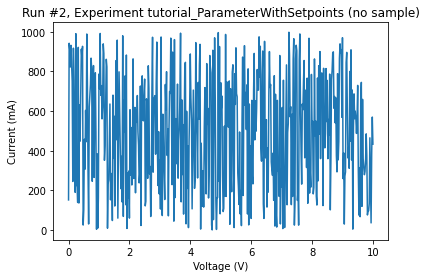 Run #2, Experiment tutorial_ParameterWithSetpoints (no sample)
1000
800
600
400
200
0
Current (mA)
0 2 4 6 8 10
Voltage (V)